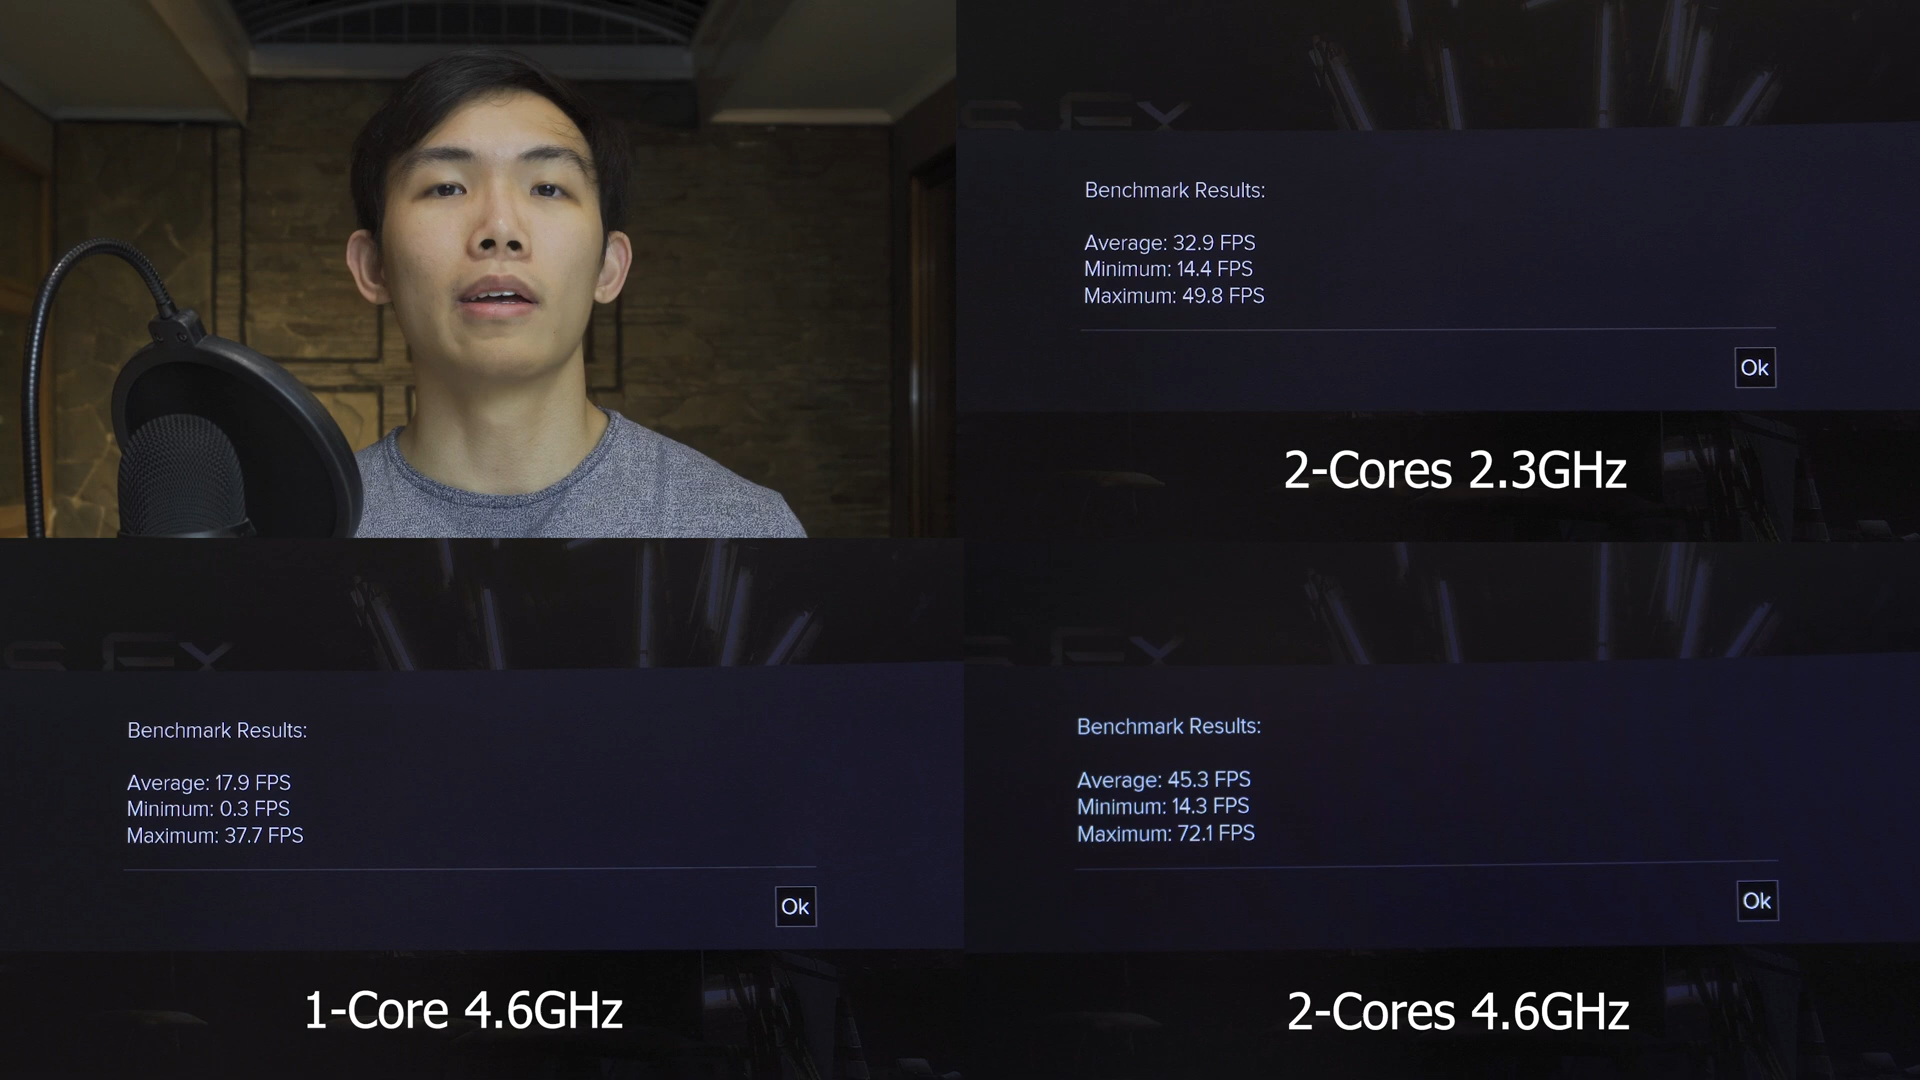 S EX
Benchmark Results:
Average: 32.9 FPS
Minimum: 14.4 FPS
Maximum: 49.8 FPS
Ok
2-Cores 2.3GHz
S EX
Benchmark Results:
Average: 17.9 FPS
Minimum: 0.3 FPS
Maximum: 37.7 FPS
Ok
1-Core 4.6GHz
S EX
Benchmark Results:
Average: 45.3 FPS
Minimum: 14.3 FPS
Maximum: 72.1 FPS
Ok
2-Cores 4.6GHz